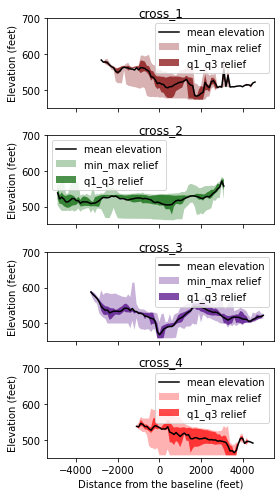 cross_1
700
mean elevation
min_max relief
q1_q3 relief
600
500
Elevation (feet)
cross_2
700
mean elevation
min_max relief
q1_q3 relief
600
500
Elevation (feet)
cross_3
700
mean elevation
min_max relief
q1_q3 relief
600
500
Elevation (feet)
cross_4
700
mean elevation
min_max relief
q1_q3 relief
600
500
Elevation (feet)
−4000 −2000 0 2000 4000
Distance from the baseline (feet)